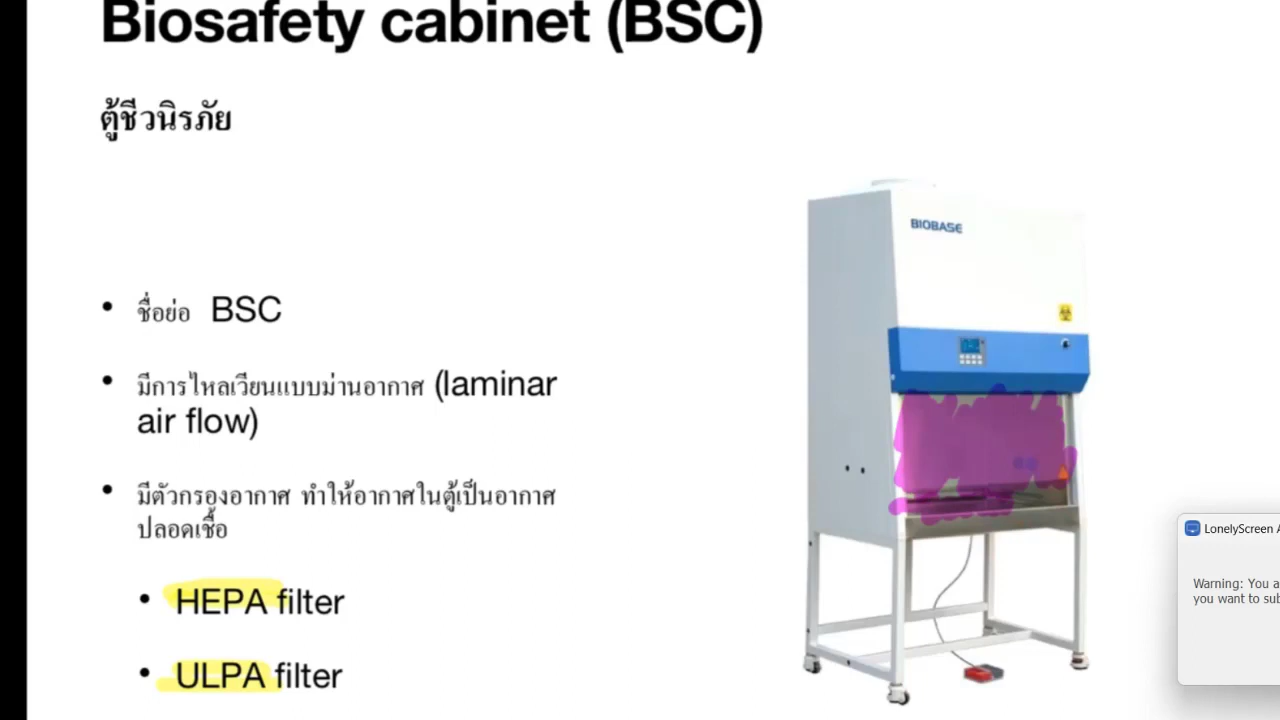 Biosafety cabinet (BSC)
ตู้ชีวนิรภัย
• ชื่อย่อ BSC
• มีการไหลเวียนแบบม่านอากาศ (laminar
air flow)
• มีตัวกรองอากาศ ทำให้อากาศในตู้เป็นอากาศ
ปลอดเชื้อ
• HEPA filter
• ULPA filter
BIOBASE
LonelyScreen A
Warning: You a
you want to sub